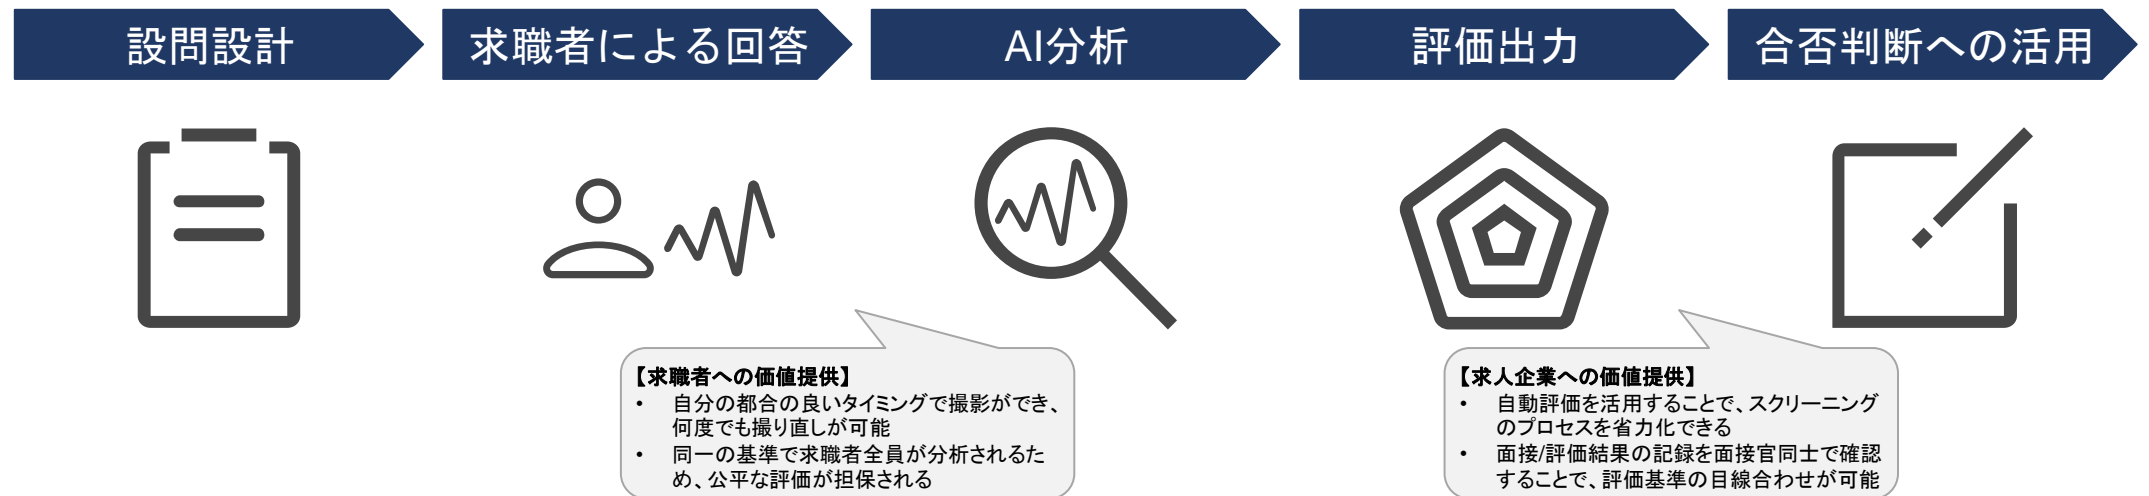 設問設計
求職者による回答
AI分析
評価出力
合否判断への活用
【求職者への価値提供】
• 自分の都合の良いタイミングで撮影ができ、
何度でも撮り直しが可能
• 同一の基準で求職者全員が分析されるた
め、公平な評価が担保される
【求人企業への価値提供】
• 自動評価を活用することで、スクリーニング
のプロセスを省力化できる
• 面接/評価結果の記録を面接官同士で確認
することで、評価基準の目線合わせが可能